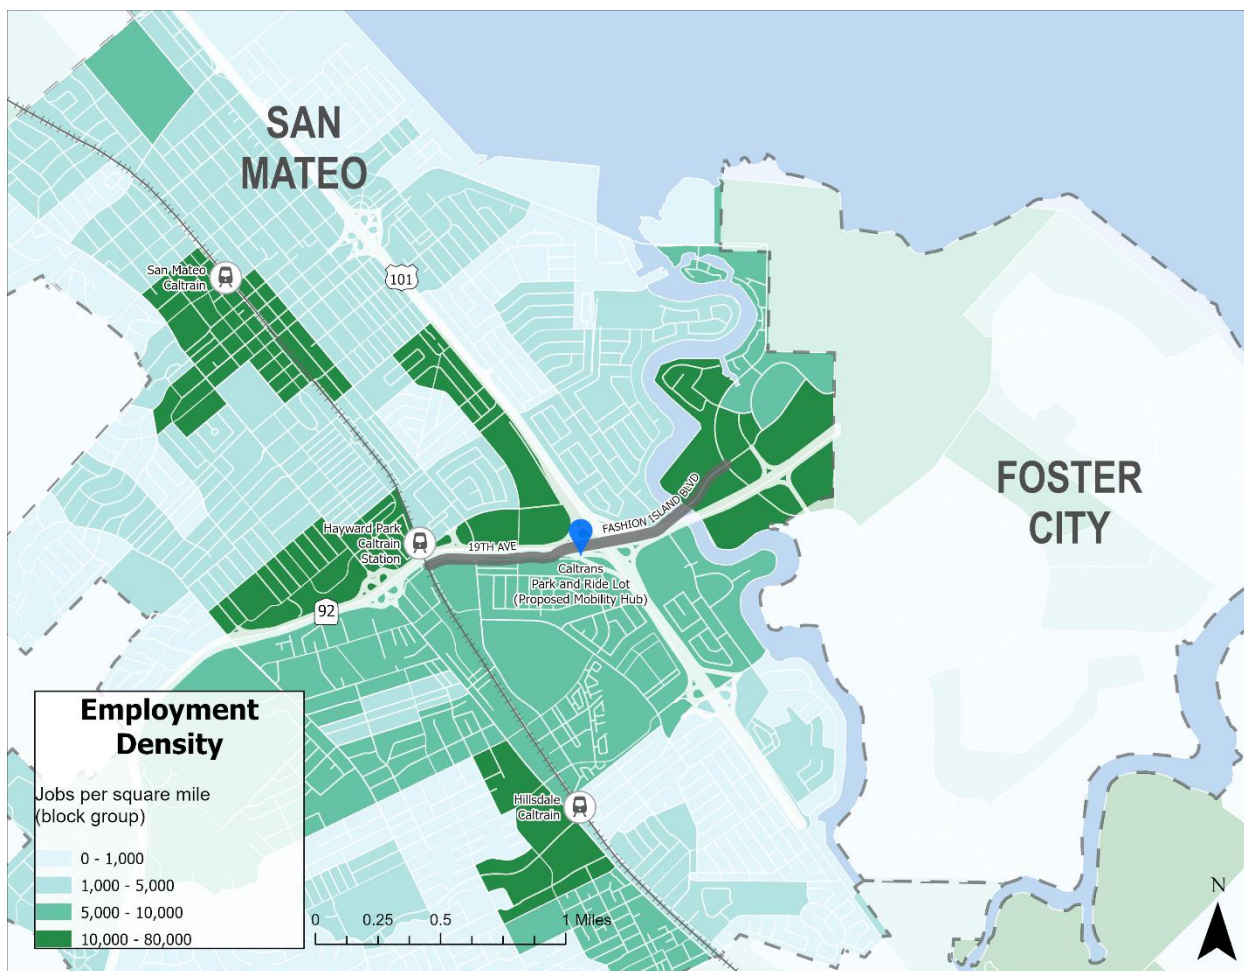 SAN
MATEO
San Mateo
Caltrain
101
FOSTER
CITY
FASHION ISLAND BLVD
Hayward Park
Caltrain
Station
19TH AVE
Caltrans
Park and Ride Lot
(Proposed Mobility Hub)
92
Hillsdale
Caltrain
Employment
Density
Jobs per square mile
(block group)
0 - 1,000
1,000 - 5,000
5,000 - 10,000
10,000 - 80,000
0 0.25 0.5 1 Miles
N